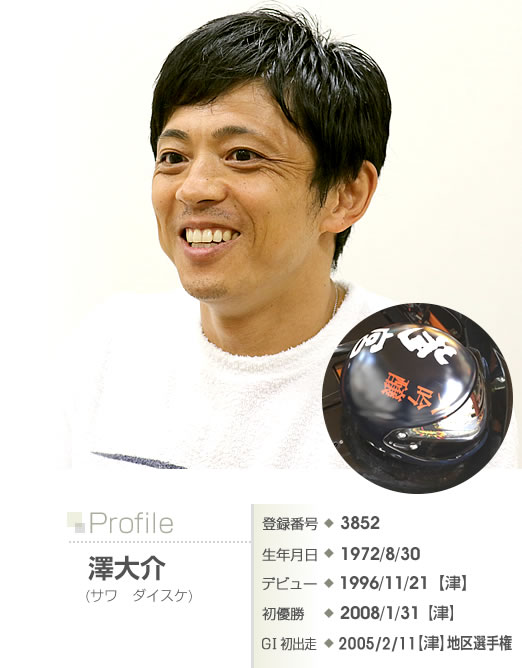 吟醸
Profile
澤大介
(サワ ダイスケ)
登録番号 ◆ 3852
生年月日 ◆ 1972/8/30
デビュー ◆ 1996/11/21【津】
初優勝 ◆ 2008/1/31【津】
GI初出走 ◆ 2005/2/11【津】地区選手権